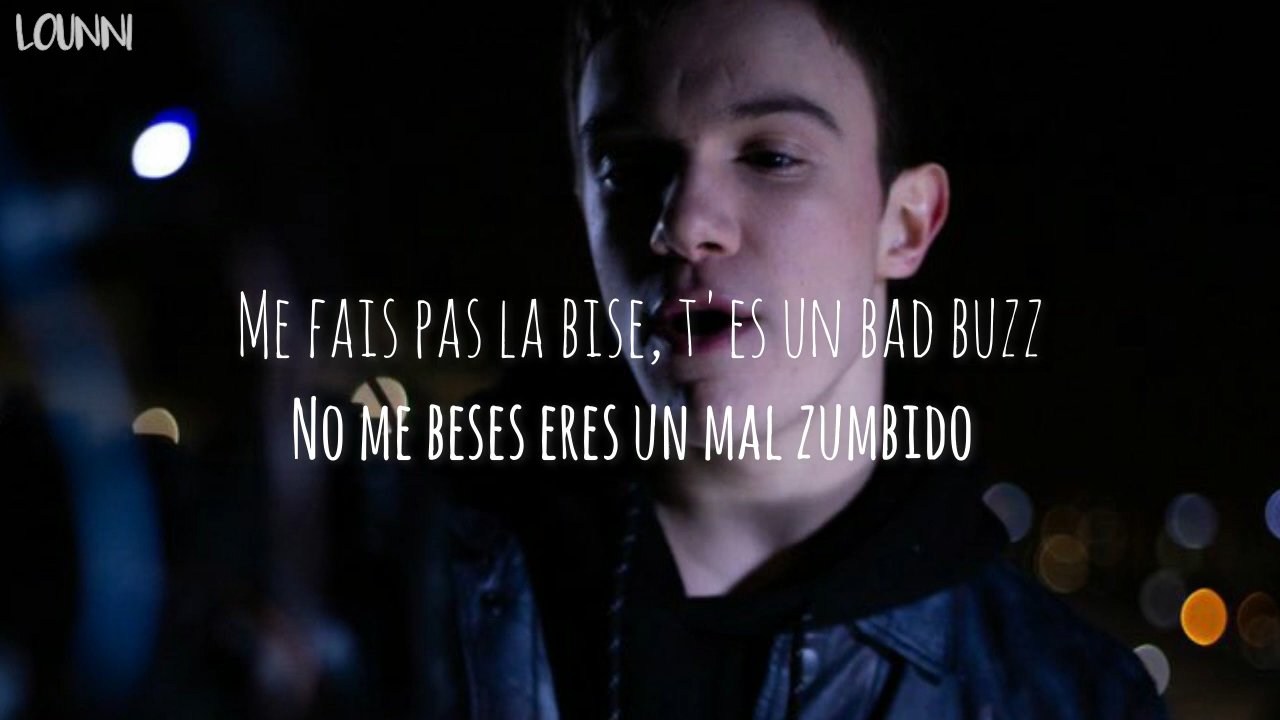 LOUNNI
Me fais pas la bise, t'es un bad buzz
No me beses eres un mal zumbido